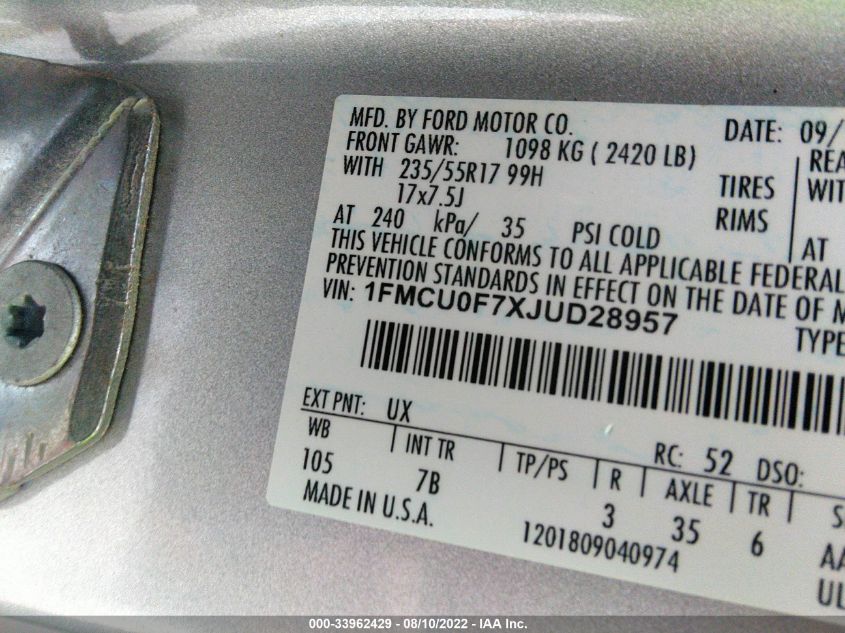 MFD. BY FORD MOTOR CO. DATE: 09/
FRONT GAWR: 1098 KG ( 2420 LB) REA
WITH 235/55R17 99H TIRES WIT
17x7.5J RIMS
AT 240 kPa/ 35 PSI COLD AT
THIS VEHICLE CONFORMS TO ALL APPLICABLE FEDERAL
PREVENTION STANDARDS IN EFFECT ON THE DATE OF M
VIN: 1FMCU0F7XJUD28957
TYPE
EXT PNT: UX RC: 52 DSO:
WB INT TR TP/PS R AXLE TR S
105 7B 3 35 6 AA
MADE IN U.S.A. 1201809040974 UL
000-33962429 - 08/10/2022 - IAA Inc.